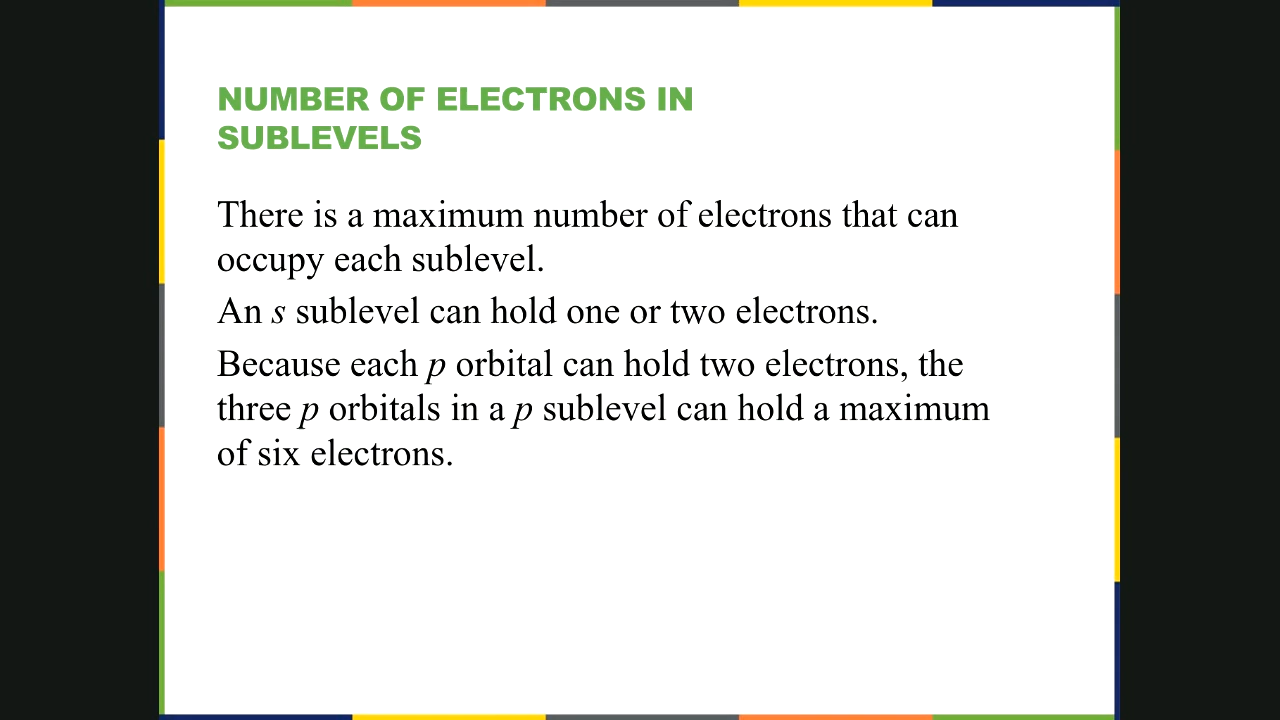 NUMBER OF ELECTRONS IN
SUBLEVELS
There is a maximum number of electrons that can
occupy each sublevel.
An s sublevel can hold one or two electrons.
Because each p orbital can hold two electrons, the
three p orbitals in a p sublevel can hold a maximum
of six electrons.